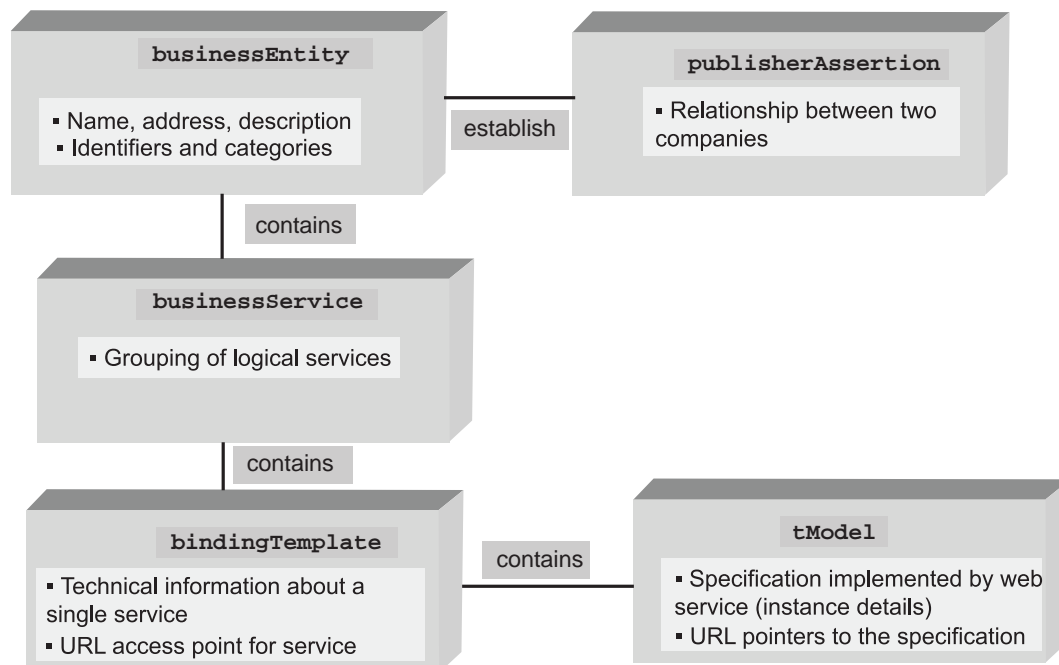 businessEntity
▪ Name, address, description
▪ Identifiers and categories
establish
publisherAssertion
▪ Relationship between two
companies
contains
businessService
▪ Grouping of logical services
contains
bindingTemplate
▪ Technical information about a
single service
▪ URL access point for service
contains
tModel
▪ Specification implemented by web
service (instance details)
▪ URL pointers to the specification